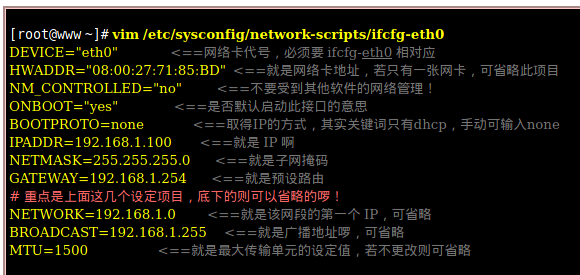 [root@www ~]# vim /etc/sysconfig/network-scripts/ifcfg-eth0
DEVICE="eth0" <==网络卡代号，必须要 ifcfg-eth0 相对应
HWADDR="08:00:27:71:85:BD" <==就是网络卡地址，若只有一张网卡，可省略此项目
NM_CONTROLLED="no" <==不要受到其他软件的网络管理！
ONBOOT="yes" <==是否默认启动此接口的意思
BOOTPROTO=none <==取得IP的方式，其实关键词只有dhcp，手动可输入none
IPADDR=192.168.1.100 <==就是 IP 啊
NETMASK=255.255.255.0 <==就是子网掩码
GATEWAY=192.168.1.254 <==就是预设路由
# 重点是上面这几个设定项目，底下的则可以省略的啰！
NETWORK=192.168.1.0 <==就是该网段的第一个 IP，可省略
BROADCAST=192.168.1.255 <==就是广播地址啰，可省略
MTU=1500 <==就是最大传输单元的设定值，若不更改则可省略